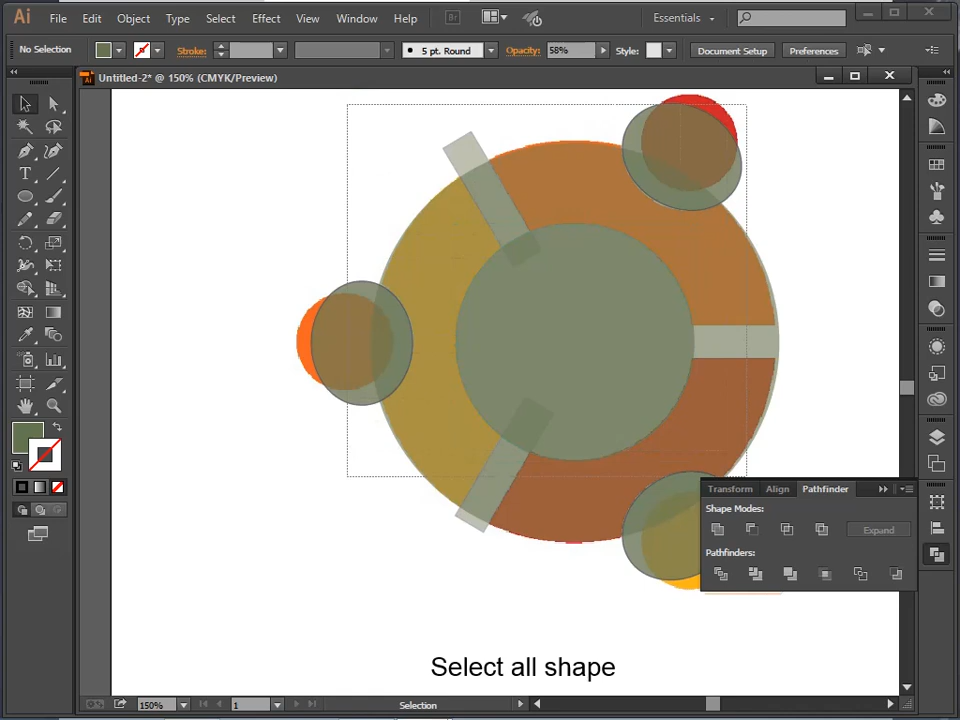 Ai File Edit Object Type Select Effect View Window Help Br Essentials
No Selection Stroke: 5 pt. Round Opacity: 58% Style: Document Setup Preferences
Ai Untitled-2* @ 150% (CMYK/Preview)
T
Transform Align Pathfinder
Shape Modes:
Expand
Pathfinders:
Select all shape
150% 1 Selection